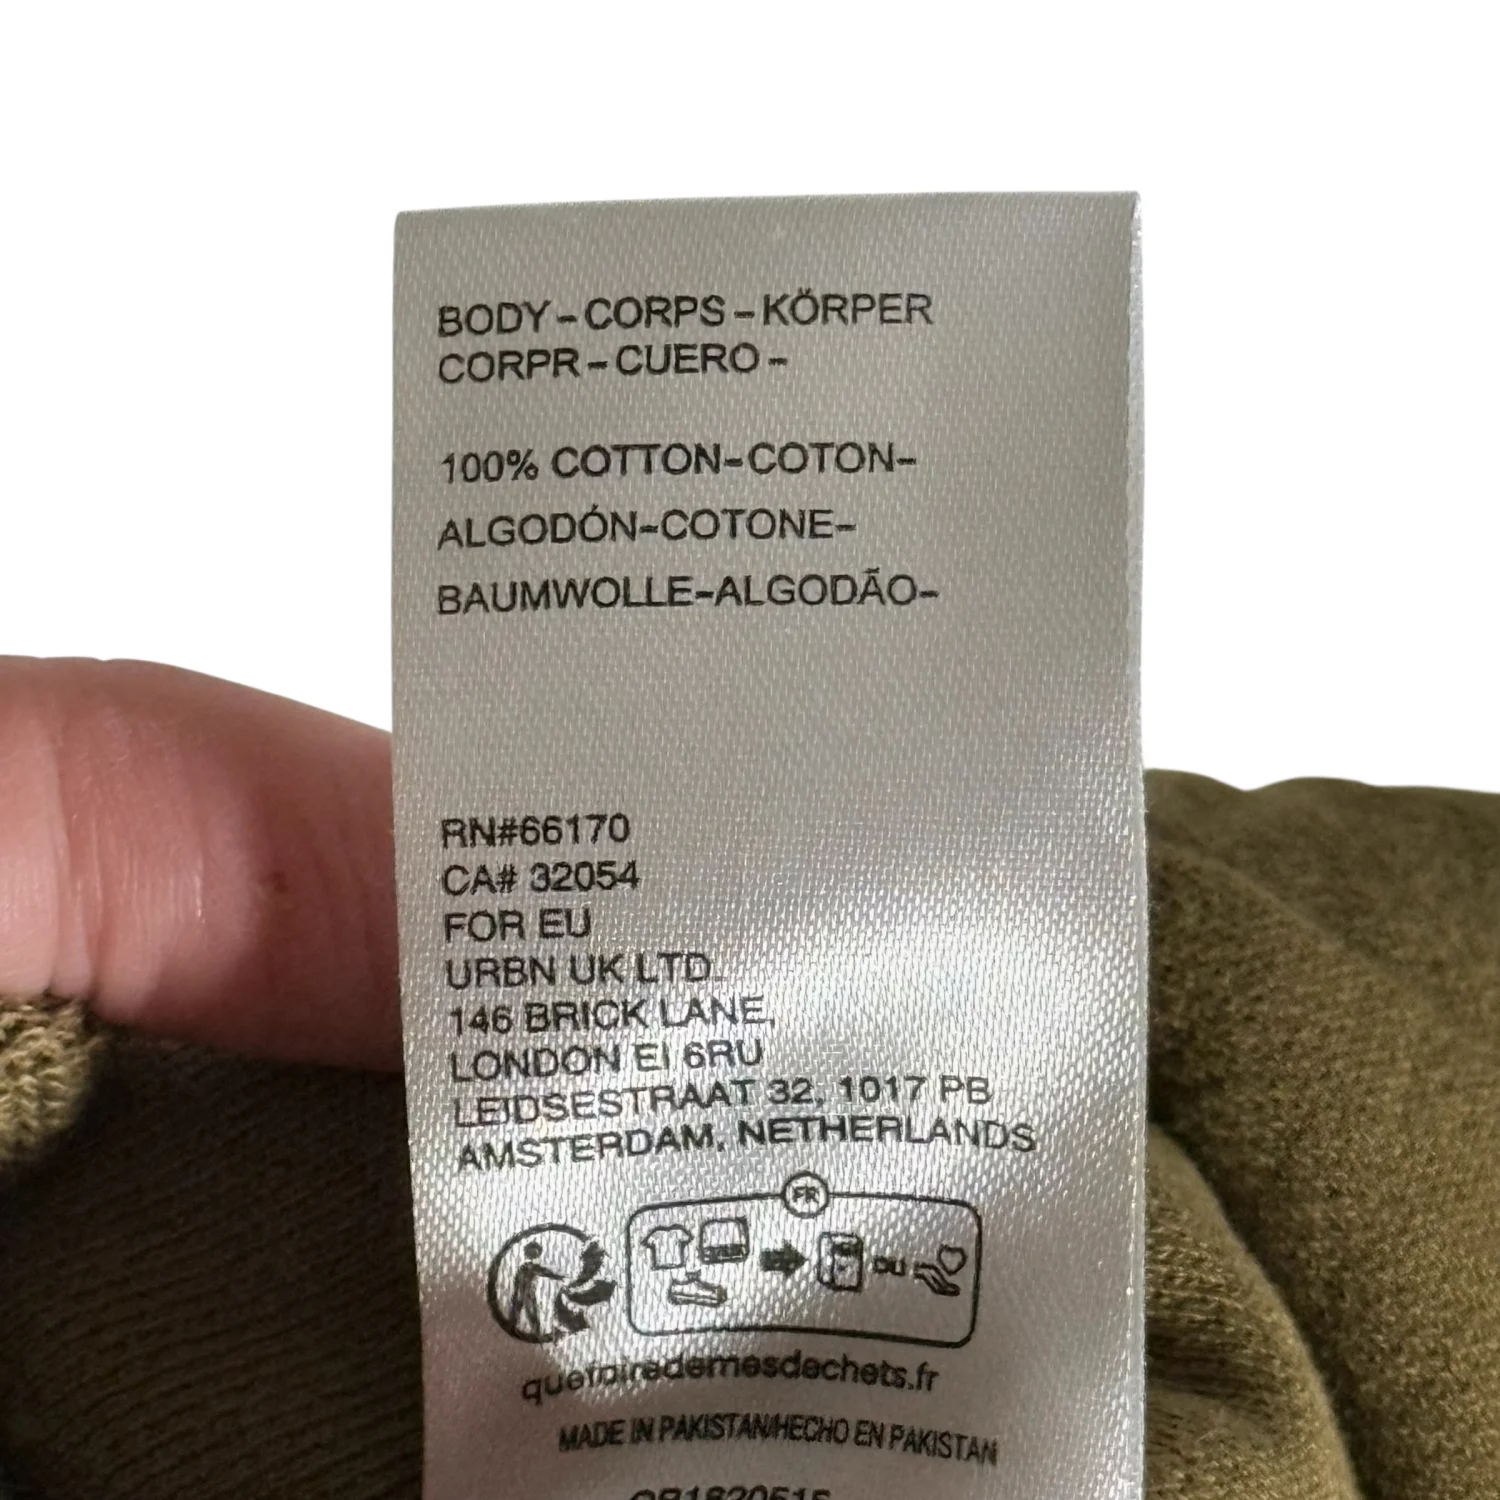 BODY-CORPS-KÖRPER
CORPR-CUERO-
100% COTTON-COTON-
ALGODÓN-COTONE-
BAUMWOLLE-ALGODÃO-
RN#66170
CA# 32054
FOR EU
URBN UK LTD.
146 BRICK LANE,
LONDON EI 6RU
LEIDSESTRAAT 32, 1017 PB
AMSTERDAM, NETHERLANDS
FR
OU
quefairedemesdechets.fr
MADE IN PAKISTAN/HECHO EN PAKISTAN